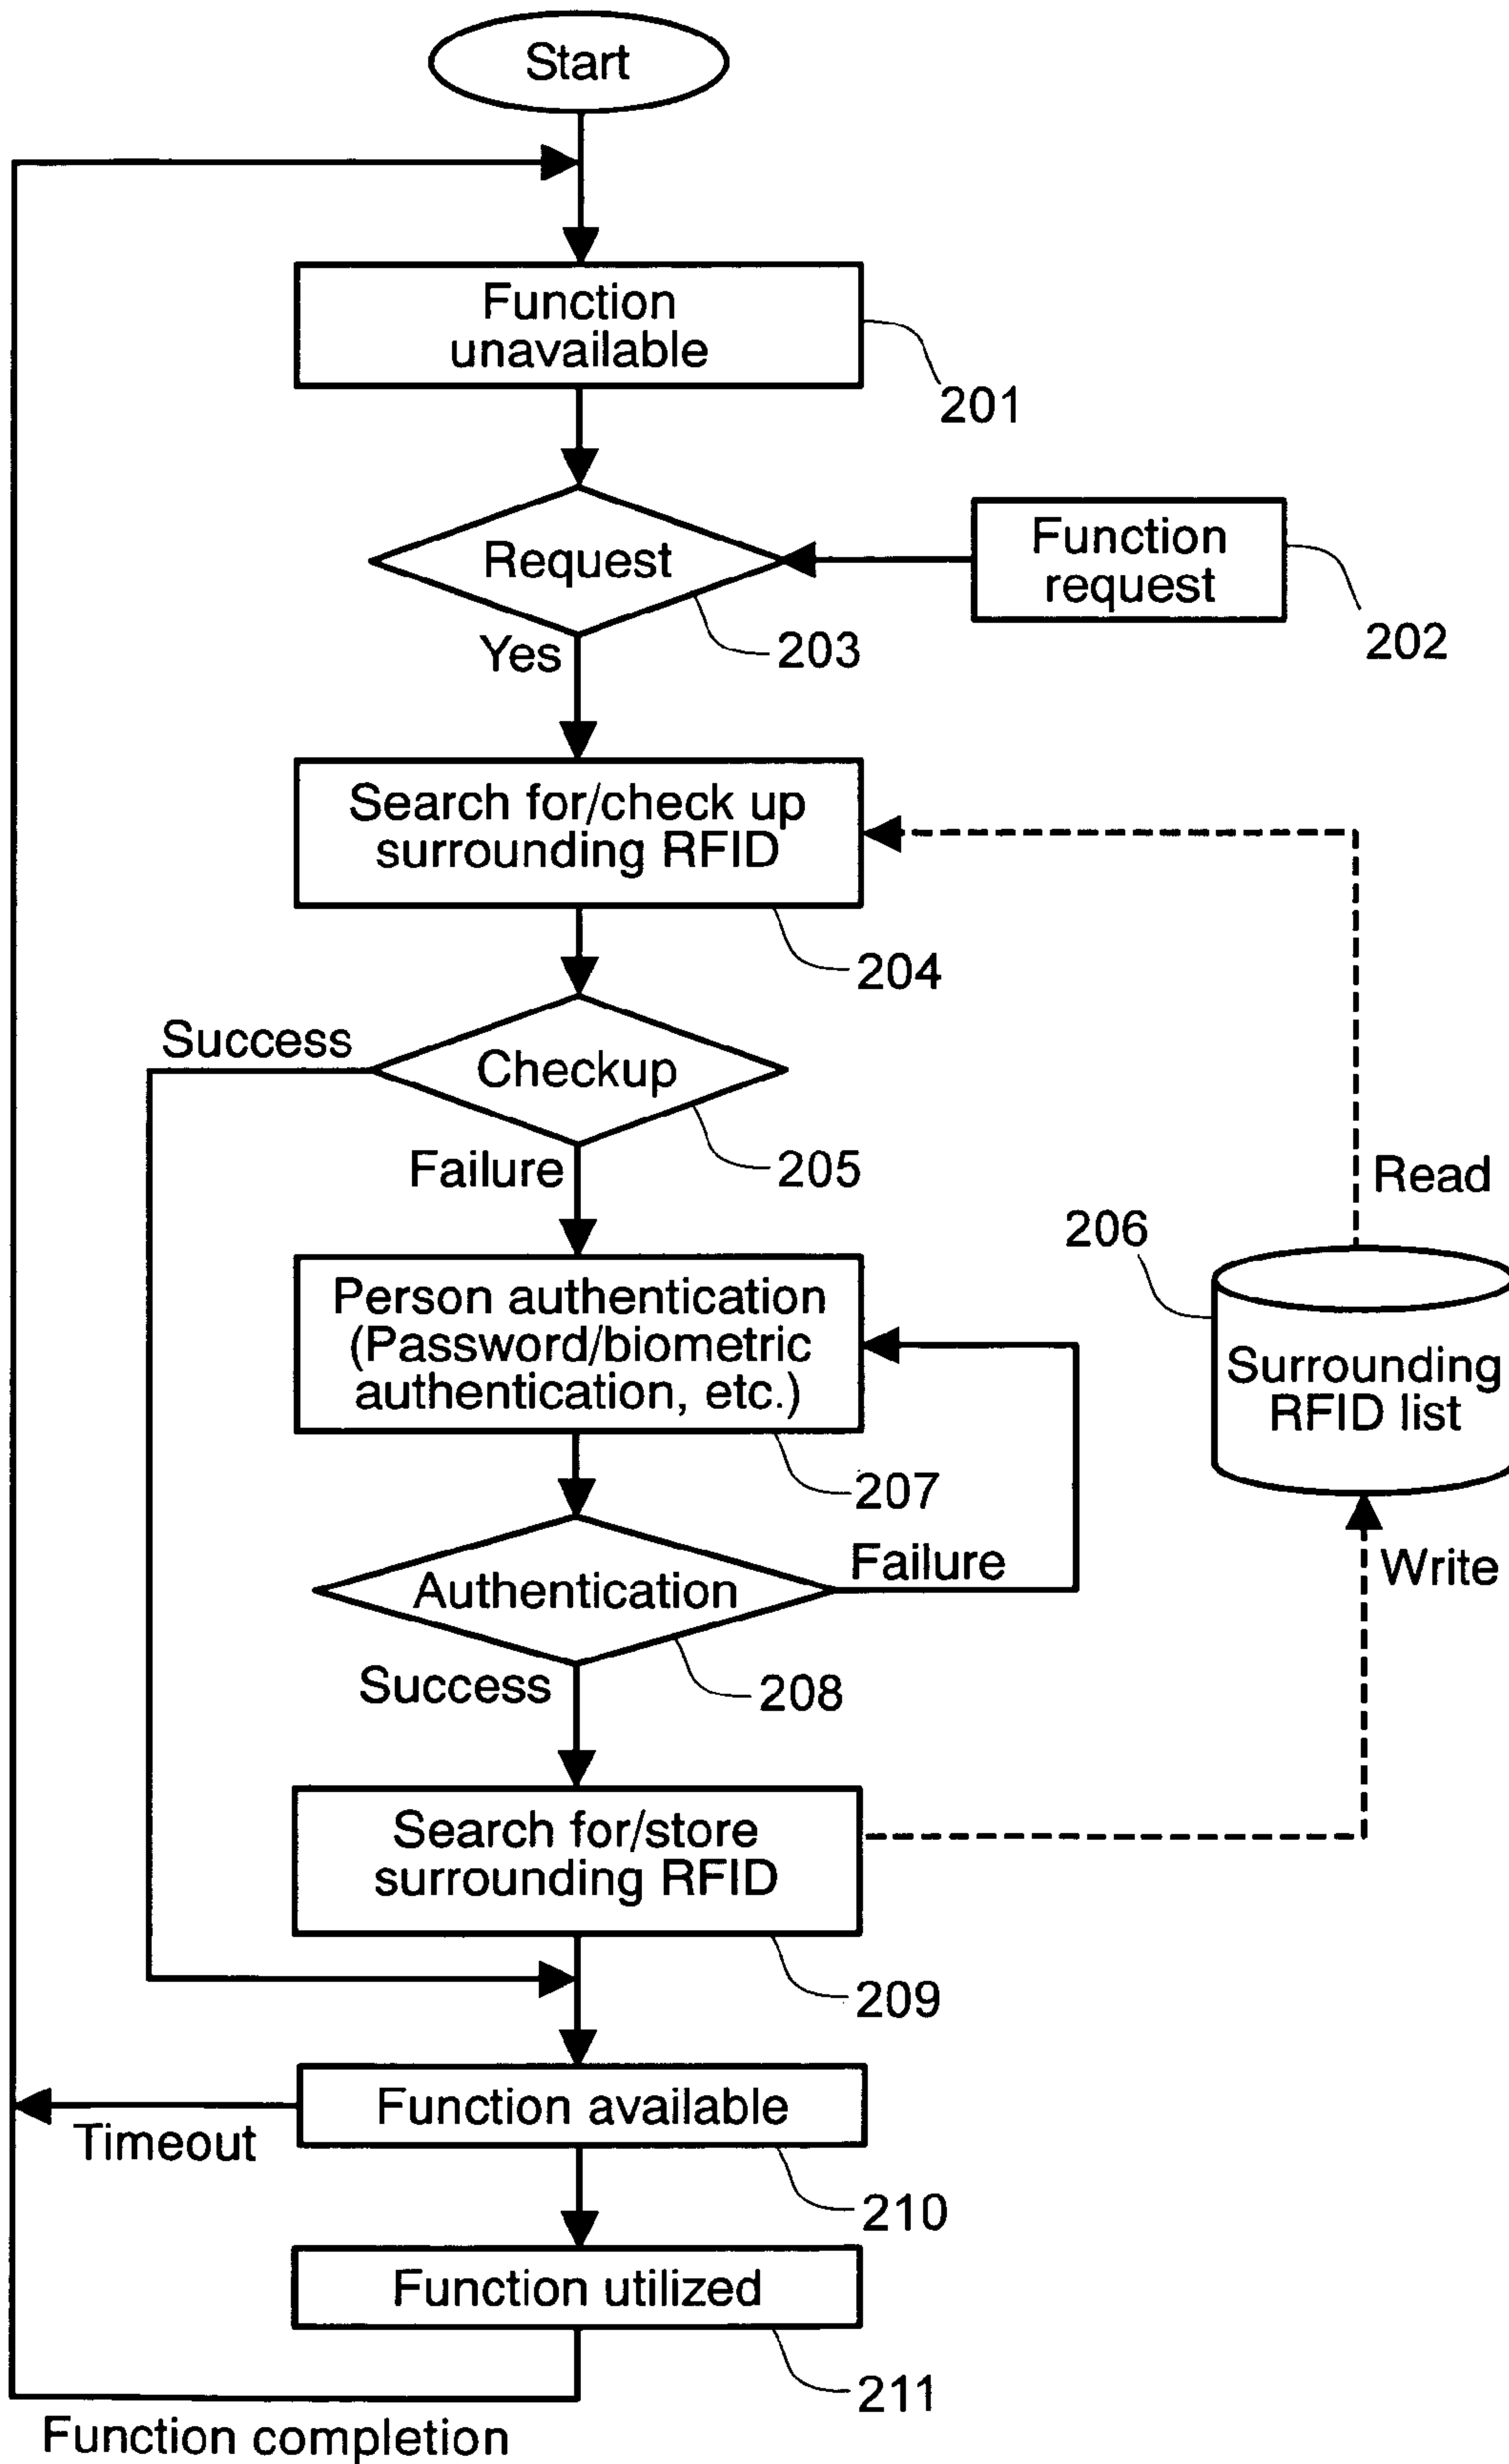 Start
Function
unavailable
201
Request
Function
request
203
202
Yes
Search for/check up
surrounding RFID
204
Success
Checkup
Failure
205
Read
206
Person authentication
(Password/biometric
authentication, etc.)
Surrounding
RFID list
207
Failure
Write
Authentication
Success
208
Search for/store
surrounding RFID
209
Function available
Timeout
210
Function utilized
211
Function completion